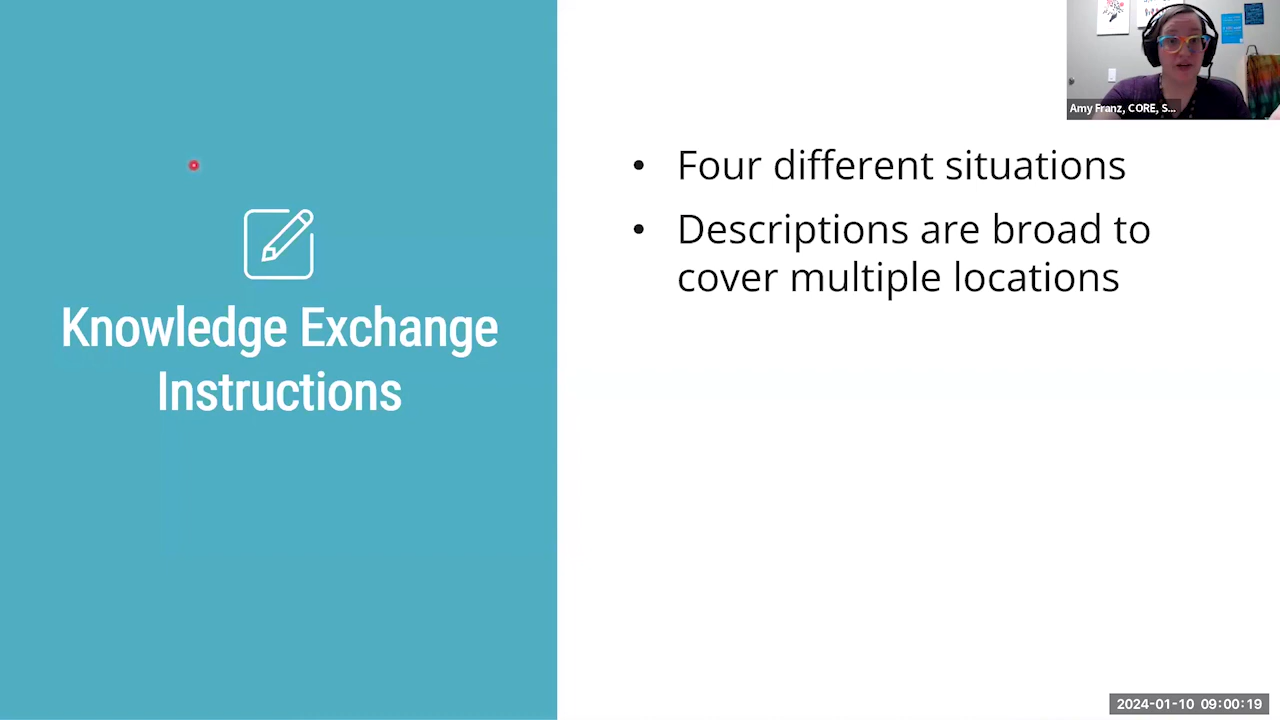 Amy Franz, CORE, S...
• Four different situations
• Descriptions are broad to
cover multiple locations
Knowledge Exchange
Instructions
2024-01-10 09:00:19